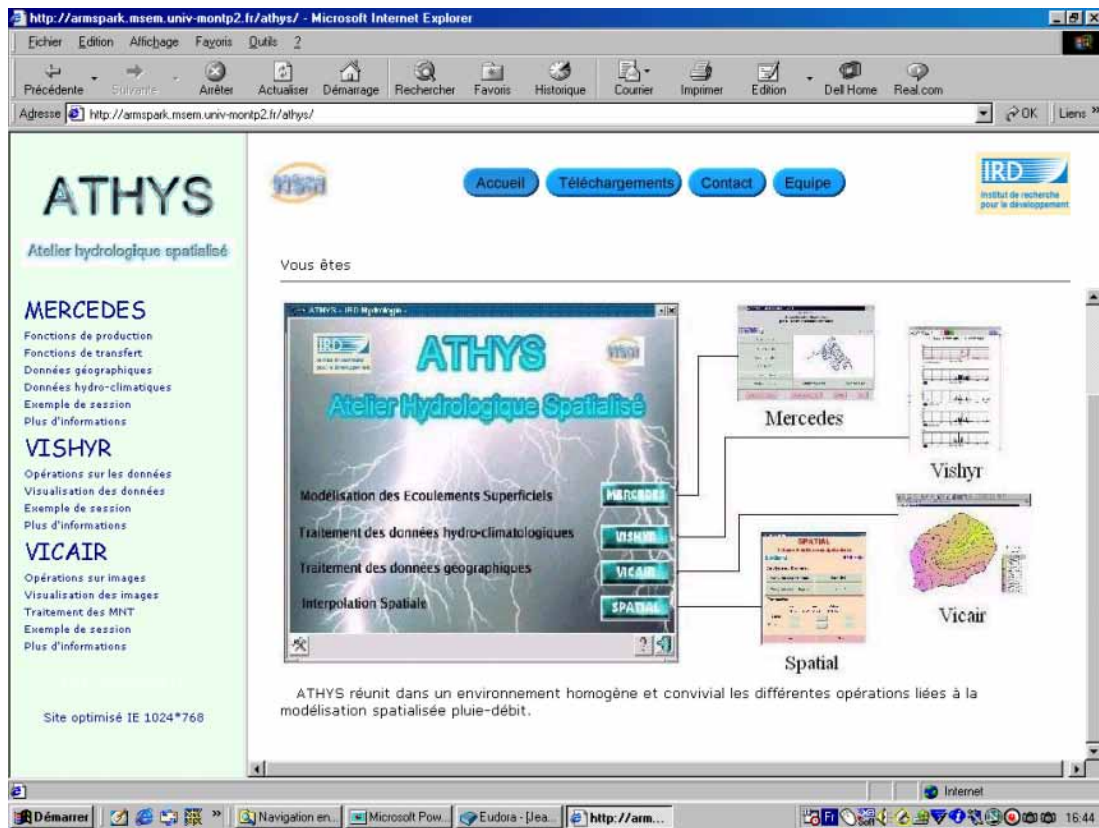 http://armspark.msem.univ-montp2.fr/athys/ - Microsoft Internet Explorer
Fichier Edition Affichage Favoris Outils ?
Précédente Suivante Arrêter Actualiser Démarrage Rechercher Favoris Historique Courrier Imprimer Edition Dell Home Real.com
Adresse http://armspark.msem.univ-montp2.fr/athys/ OK Liens »
ATHYS
Atelier hydrologique spatialisé
MERCEDES
Fonctions de production
Fonctions de transfert
Données géographiques
Données hydro-climatiques
Exemple de session
Plus d'informations
VISHYR
Opérations sur les données
Visualisation des données
Exemple de session
Plus d'informations
VICAIR
Opérations sur images
Visualisation des images
Traitement des MNT
Exemple de session
Plus d'informations
Site optimisé IE 1024*768
Accueil Téléchargements Contact Equipe
IRD
Institut de recherche
pour le développement
Vous êtes
ATHYS - IRD Hydrologie -
IRD
ATHYS
Atelier Hydrologique Spatialisé
Modélisation des Ecoulements Superficiels MERCEDES
Traitement des données hydro-climatologiques VISHYR
Traitement des données géographiques VICAIR
Interpolation Spatiale SPATIAL
?
Mercedes
Vishyr
Vicair
SPATIAL
Spatial
ATHYS réunit dans un environnement homogène et convivial les différentes opérations liées à la
modélisation spatialisée pluie-débit.
Internet
Démarrer » Navigation en... Microsoft Pow... Eudora - [Jea... http://arm... Fr 16:44